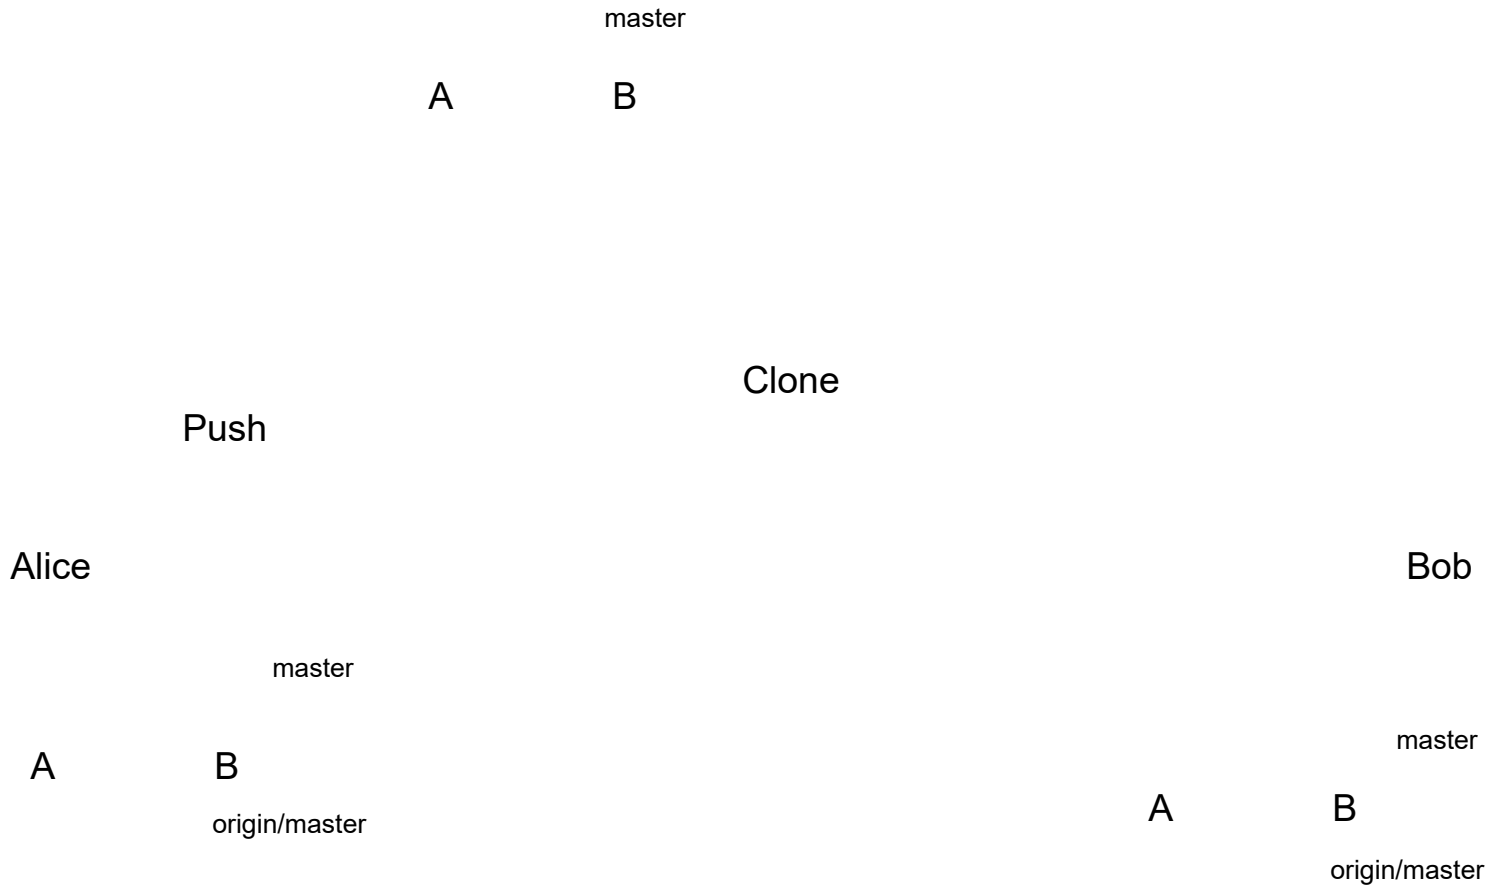 master
A B
Clone
Push
Alice Bob
master
master
A B
A B
origin/master
origin/master